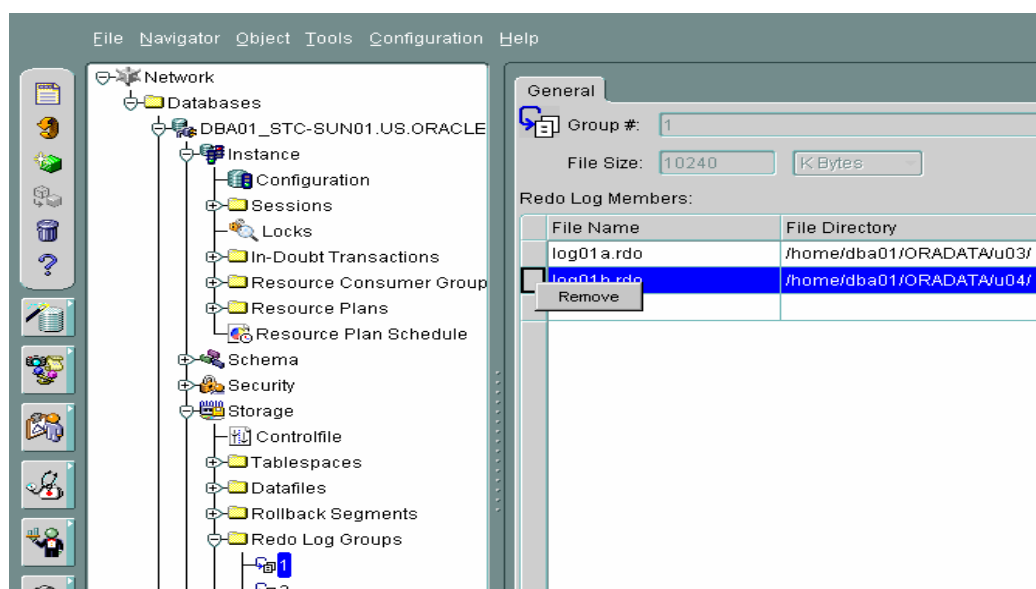 File Navigator Object Tools Configuration Help
Network
Databases
DBA01_STC-SUN01.US.ORACLE
Instance
Configuration
Sessions
Locks
In-Doubt Transactions
Resource Consumer Group
Resource Plans
Resource Plan Schedule
Schema
Security
Storage
Controlfile
Tablespaces
Datafiles
Rollback Segments
Redo Log Groups
1
General
Group #: 1
File Size: 10240 K Bytes
Redo Log Members:
File Name File Directory
log01a.rdo /home/dba01/ORADATA/u03/
log01b.rdo /home/dba01/ORADATA/u04/
Remove